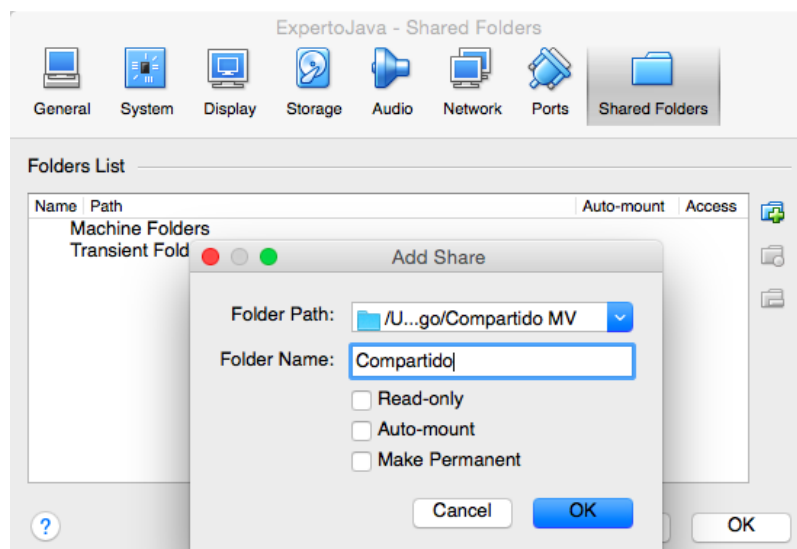 ExpertoJava - Shared Folders
General System Display Storage Audio Network Ports Shared Folders
Folders List
Name Path Auto-mount Access
Machine Folders
Transient Fold
Add Share
Folder Path: /U...go/Compartido MV
Folder Name: Compartido
Read-only
Auto-mount
Make Permanent
Cancel OK
? OK